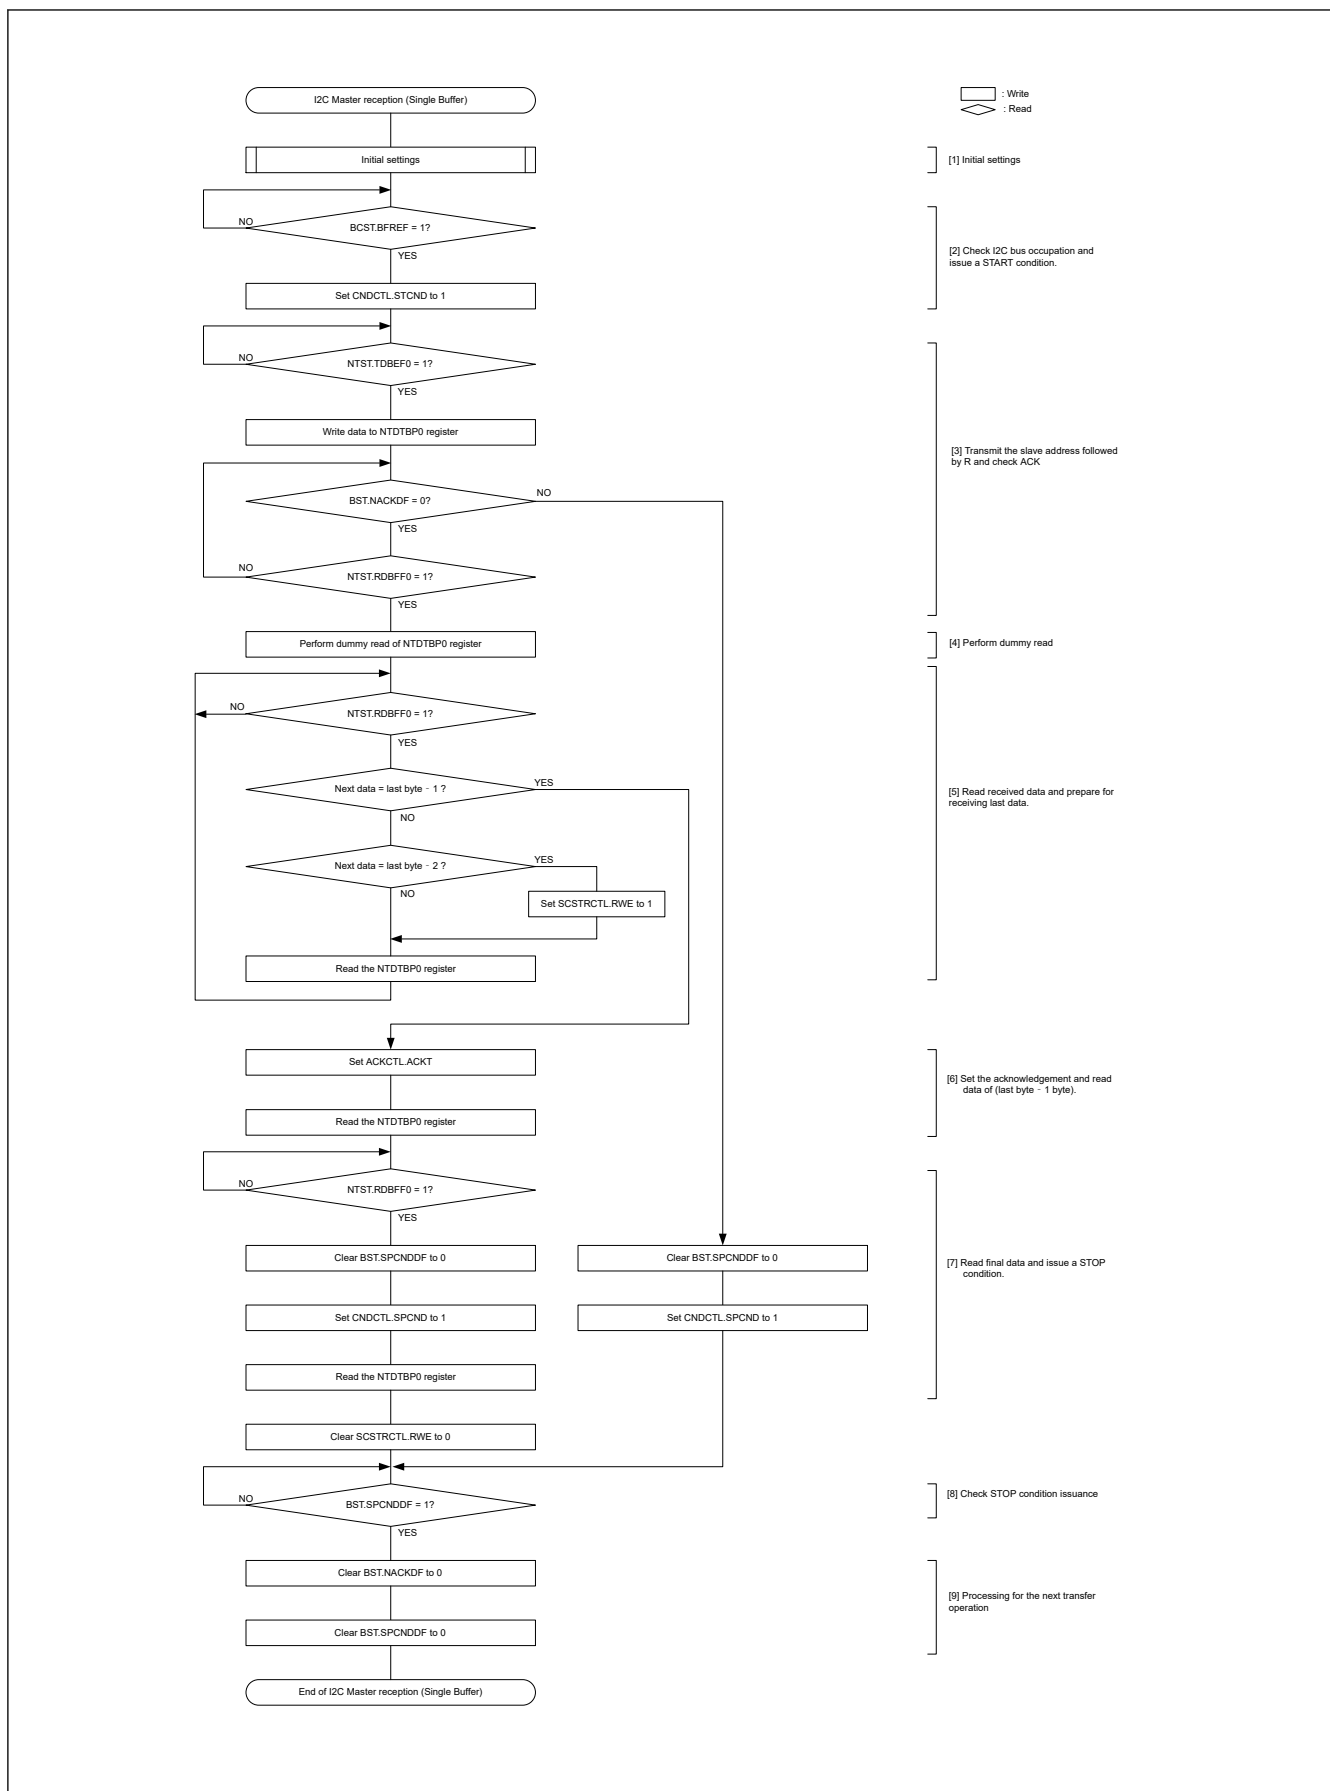 I2C Master reception (Single Buffer)
: Write
: Read
Initial settings
[1] Initial settings
BCST.BFREF = 1?
NO
YES
[2] Check I2C bus occupation and
issue a START condition.
Set CNDCTL.STCND to 1
NTST.TDBEF0 = 1?
NO
YES
Write data to NTDTBP0 register
[3] Transmit the slave address followed
by R and check ACK
BST.NACKDF = 0?
NO
YES
NTST.RDBFF0 = 1?
NO
YES
Perform dummy read of NTDTBP0 register
[4] Perform dummy read
NTST.RDBFF0 = 1?
NO
YES
Next data = last byte - 1 ?
YES
NO
[5] Read received data and prepare for
receiving last data.
Next data = last byte - 2 ?
YES
NO
Set SCSTRCTL.RWE to 1
Read the NTDTBP0 register
Set ACKCTL.ACKT
[6] Set the acknowledgement and read
data of (last byte - 1 byte).
Read the NTDTBP0 register
NTST.RDBFF0 = 1?
NO
YES
Clear BST.SPCNDDF to 0
Clear BST.SPCNDDF to 0
[7] Read final data and issue a STOP
condition.
Set CNDCTL.SPCND to 1
Set CNDCTL.SPCND to 1
Read the NTDTBP0 register
Clear SCSTRCTL.RWE to 0
BST.SPCNDDF = 1?
NO
YES
[8] Check STOP condition issuance
Clear BST.NACKDF to 0
[9] Processing for the next transfer
operation
Clear BST.SPCNDDF to 0
End of I2C Master reception (Single Buffer)